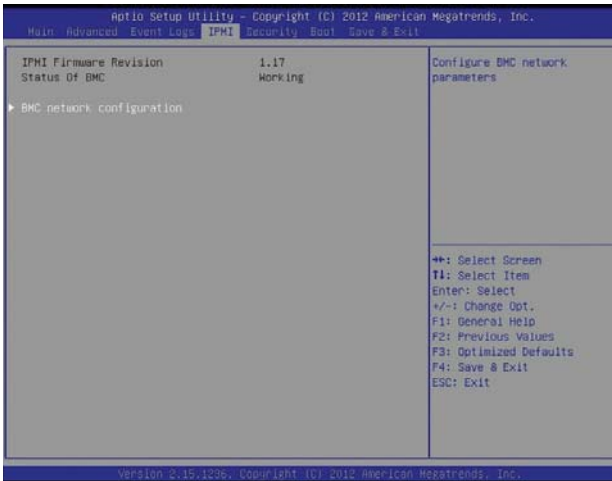 Aptio Setup Utility – Copyright (C) 2012 American Megatrends, Inc.
Main Advanced Event Logs IPMI Security Boot Save & Exit
IPMI Firmware Revision 1.17
Status Of BMC Working
▶ BMC network configuration
Configure BMC network
parameters
→←: Select Screen
↑↓: Select Item
Enter: Select
+/-: Change Opt.
F1: General Help
F2: Previous Values
F3: Optimized Defaults
F4: Save & Exit
ESC: Exit
Version 2.15.1236. Copyright (C) 2012 American Megatrends, Inc.